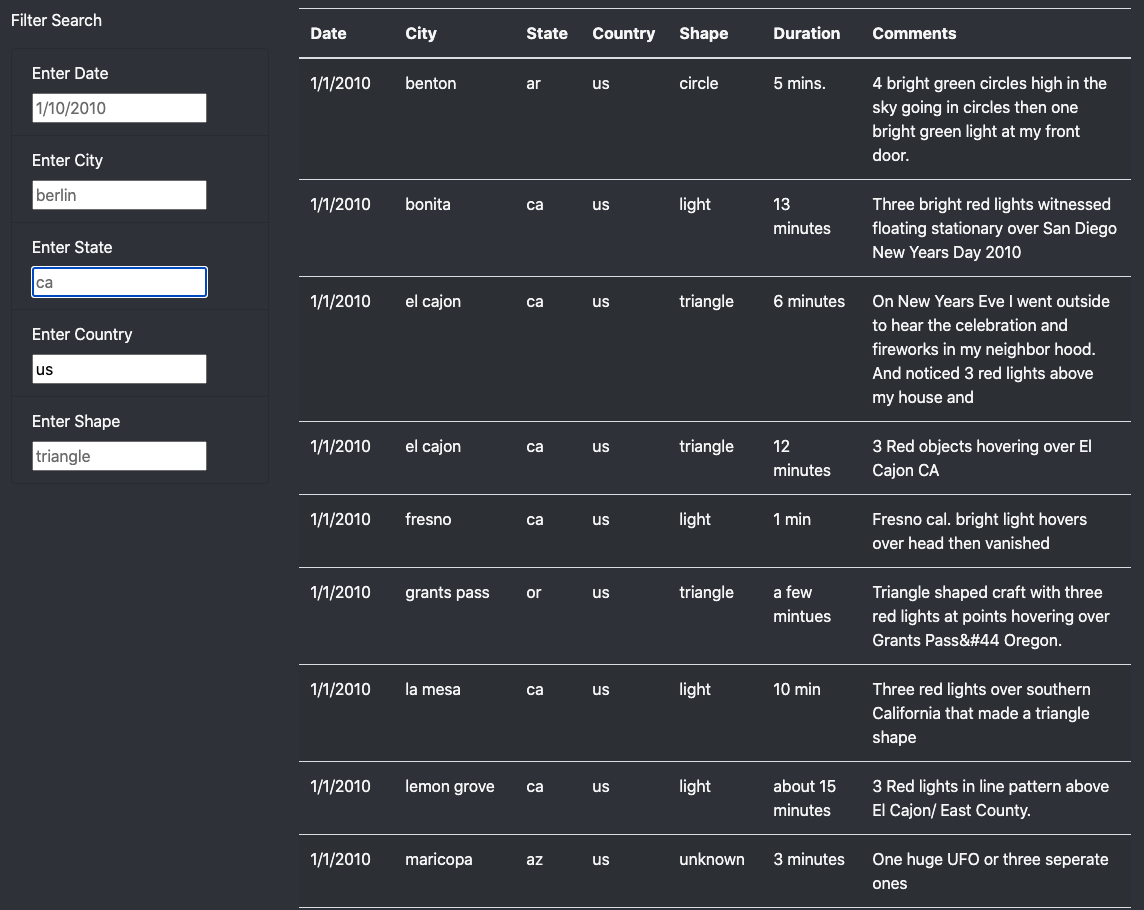 Filter Search
Enter Date
1/10/2010
Enter City
berlin
Enter State
ca
Enter Country
us
Enter Shape
triangle
Date City State Country Shape Duration Comments
1/1/2010 benton ar us circle 5 mins. 4 bright green circles high in the
sky going in circles then one
bright green light at my front
door.
1/1/2010 bonita ca us light 13 Three bright red lights witnessed
minutes floating stationary over San Diego
New Years Day 2010
1/1/2010 el cajon ca us triangle 6 minutes On New Years Eve I went outside
to hear the celebration and
fireworks in my neighbor hood.
And noticed 3 red lights above
my house and
1/1/2010 el cajon ca us triangle 12 3 Red objects hovering over El
minutes Cajon CA
1/1/2010 fresno ca us light 1 min Fresno cal. bright light hovers
over head then vanished
1/1/2010 grants pass or us triangle a few Triangle shaped craft with three
mintues red lights at points hovering over
Grants Pass&#44 Oregon.
1/1/2010 la mesa ca us light 10 min Three red lights over southern
California that made a triangle
shape
1/1/2010 lemon grove ca us light about 15 3 Red lights in line pattern above
minutes El Cajon/ East County.
1/1/2010 maricopa az us unknown 3 minutes One huge UFO or three seperate
ones